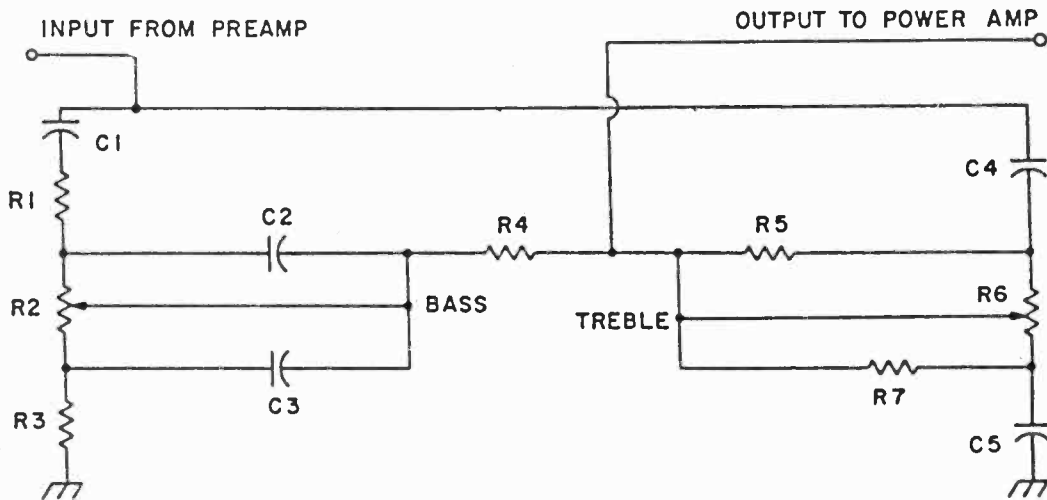 INPUT FROM PREAMP
OUTPUT TO POWER AMP
C1
C4
R1
C2
R4
R5
R2
BASS
R6
TREBLE
C3
R7
R3
C5